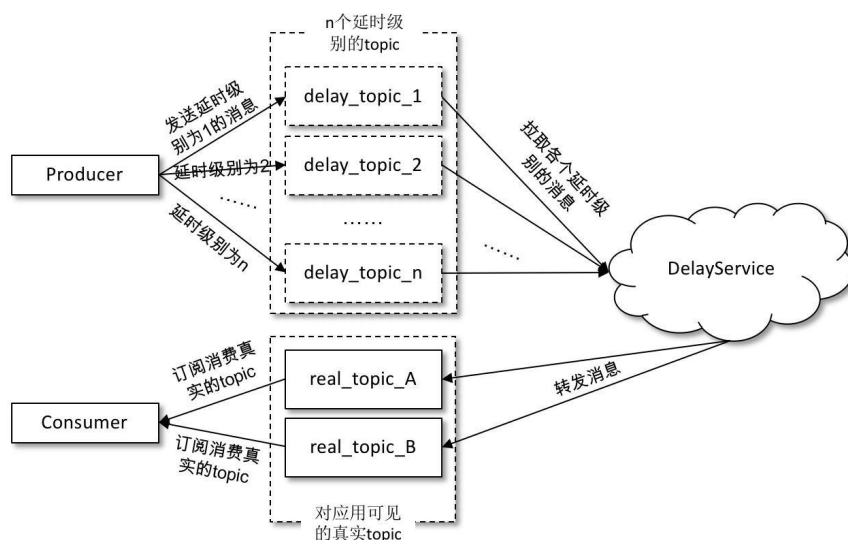 n个延时级
别的topic
delay_topic_1
发送延时级
别为1的消息
Producer
延时级别为2
delay_topic_2
……
……
延时级别为n
delay_topic_n
拉取各个延时级
别的消息
……
DelayService
订阅消费真
实的topic
real_topic_A
转发消息
Consumer
real_topic_B
订阅消费真
实的topic
对应用可见
的真实topic